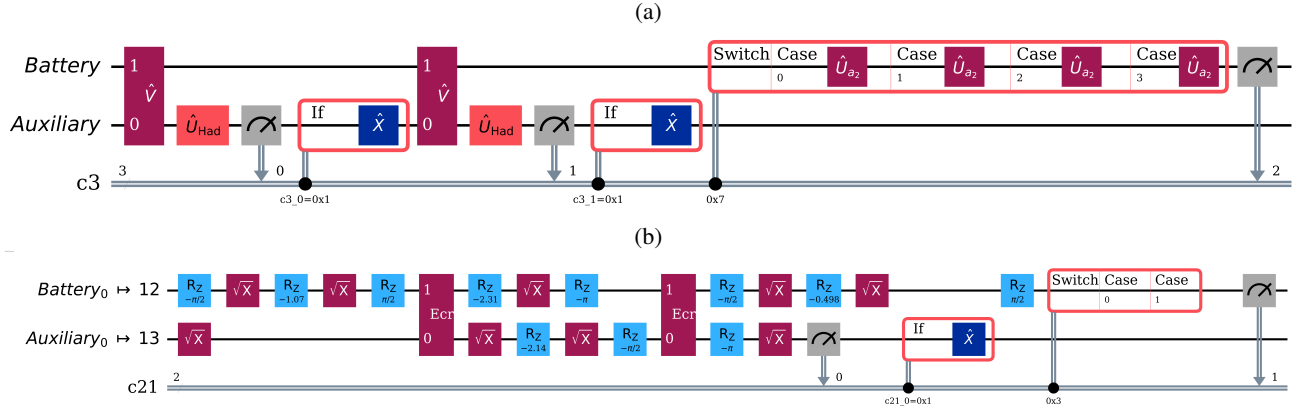 (a)
Switch Case Case Case Case
Battery 1 1 Û_a₂ Û_a₂ Û_a₂ Û_a₂
0 1 2 3
V̂ V̂
If If
Auxiliary 0 Û_Had X̂ 0 Û_Had X̂
3 0 1 2
c3
c3_0=0x1 c3_1=0x1 0x7
(b)
Battery₀ ↦ 12 R_Z −π/2 √X R_Z −1.07 √X R_Z π/2 1 R_Z −2.31 √X R_Z −π 1 R_Z −π/2 √X R_Z −0.498 √X R_Z π/2 Switch Case Case
0 1
Ecr Ecr
If
Auxiliary₀ ↦ 13 √X 0 √X R_Z −2.14 √X R_Z −π/2 0 R_Z −π √X X̂
2 0 1
c21
c21_0=0x1 0x3